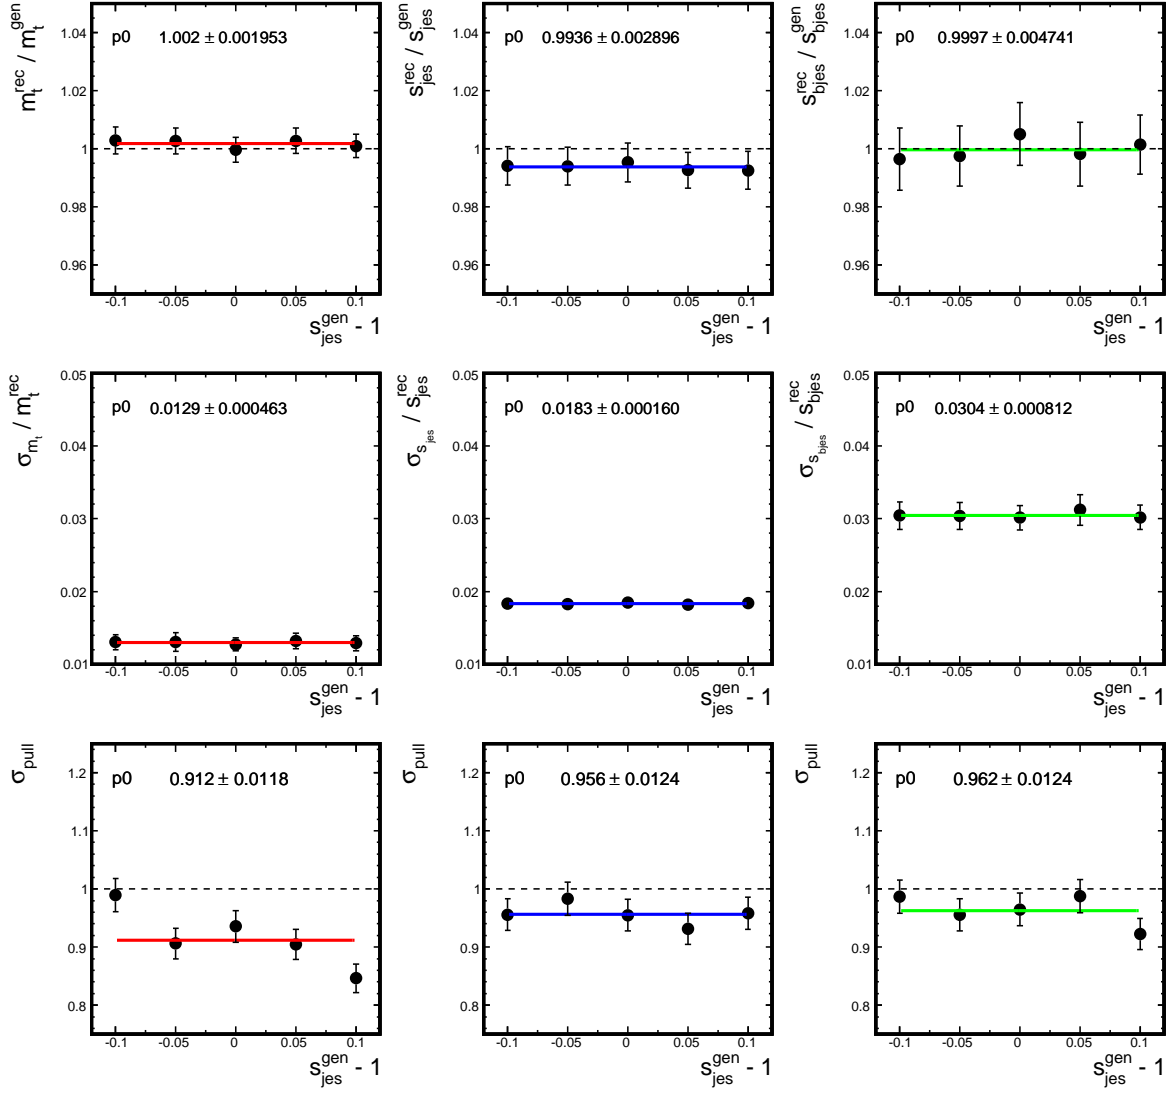 m_t^rec / m_t^gen
p0 1.002 ± 0.001953
1.04
1.02
1
0.98
0.96
-0.1 -0.05 0 0.05 0.1
s_jes^gen - 1
s_jes^rec / s_jes^gen
p0 0.9936 ± 0.002896
1.04
1.02
1
0.98
0.96
-0.1 -0.05 0 0.05 0.1
s_jes^gen - 1
s_bjes^rec / s_bjes^gen
p0 0.9997 ± 0.004741
1.04
1.02
1
0.98
0.96
-0.1 -0.05 0 0.05 0.1
s_jes^gen - 1
σ_m_t / m_t^rec
p0 0.0129 ± 0.000463
0.05
0.04
0.03
0.02
0.01
-0.1 -0.05 0 0.05 0.1
s_jes^gen - 1
σ_s_jes / s_jes^rec
p0 0.0183 ± 0.000160
0.05
0.04
0.03
0.02
0.01
-0.1 -0.05 0 0.05 0.1
s_jes^gen - 1
σ_s_bjes / s_bjes^rec
p0 0.0304 ± 0.000812
0.05
0.04
0.03
0.02
0.01
-0.1 -0.05 0 0.05 0.1
s_jes^gen - 1
σ_pull
p0 0.912 ± 0.0118
1.2
1.1
1
0.9
0.8
-0.1 -0.05 0 0.05 0.1
s_jes^gen - 1
σ_pull
p0 0.956 ± 0.0124
1.2
1.1
1
0.9
0.8
-0.1 -0.05 0 0.05 0.1
s_jes^gen - 1
σ_pull
p0 0.962 ± 0.0124
1.2
1.1
1
0.9
0.8
-0.1 -0.05 0 0.05 0.1
s_jes^gen - 1